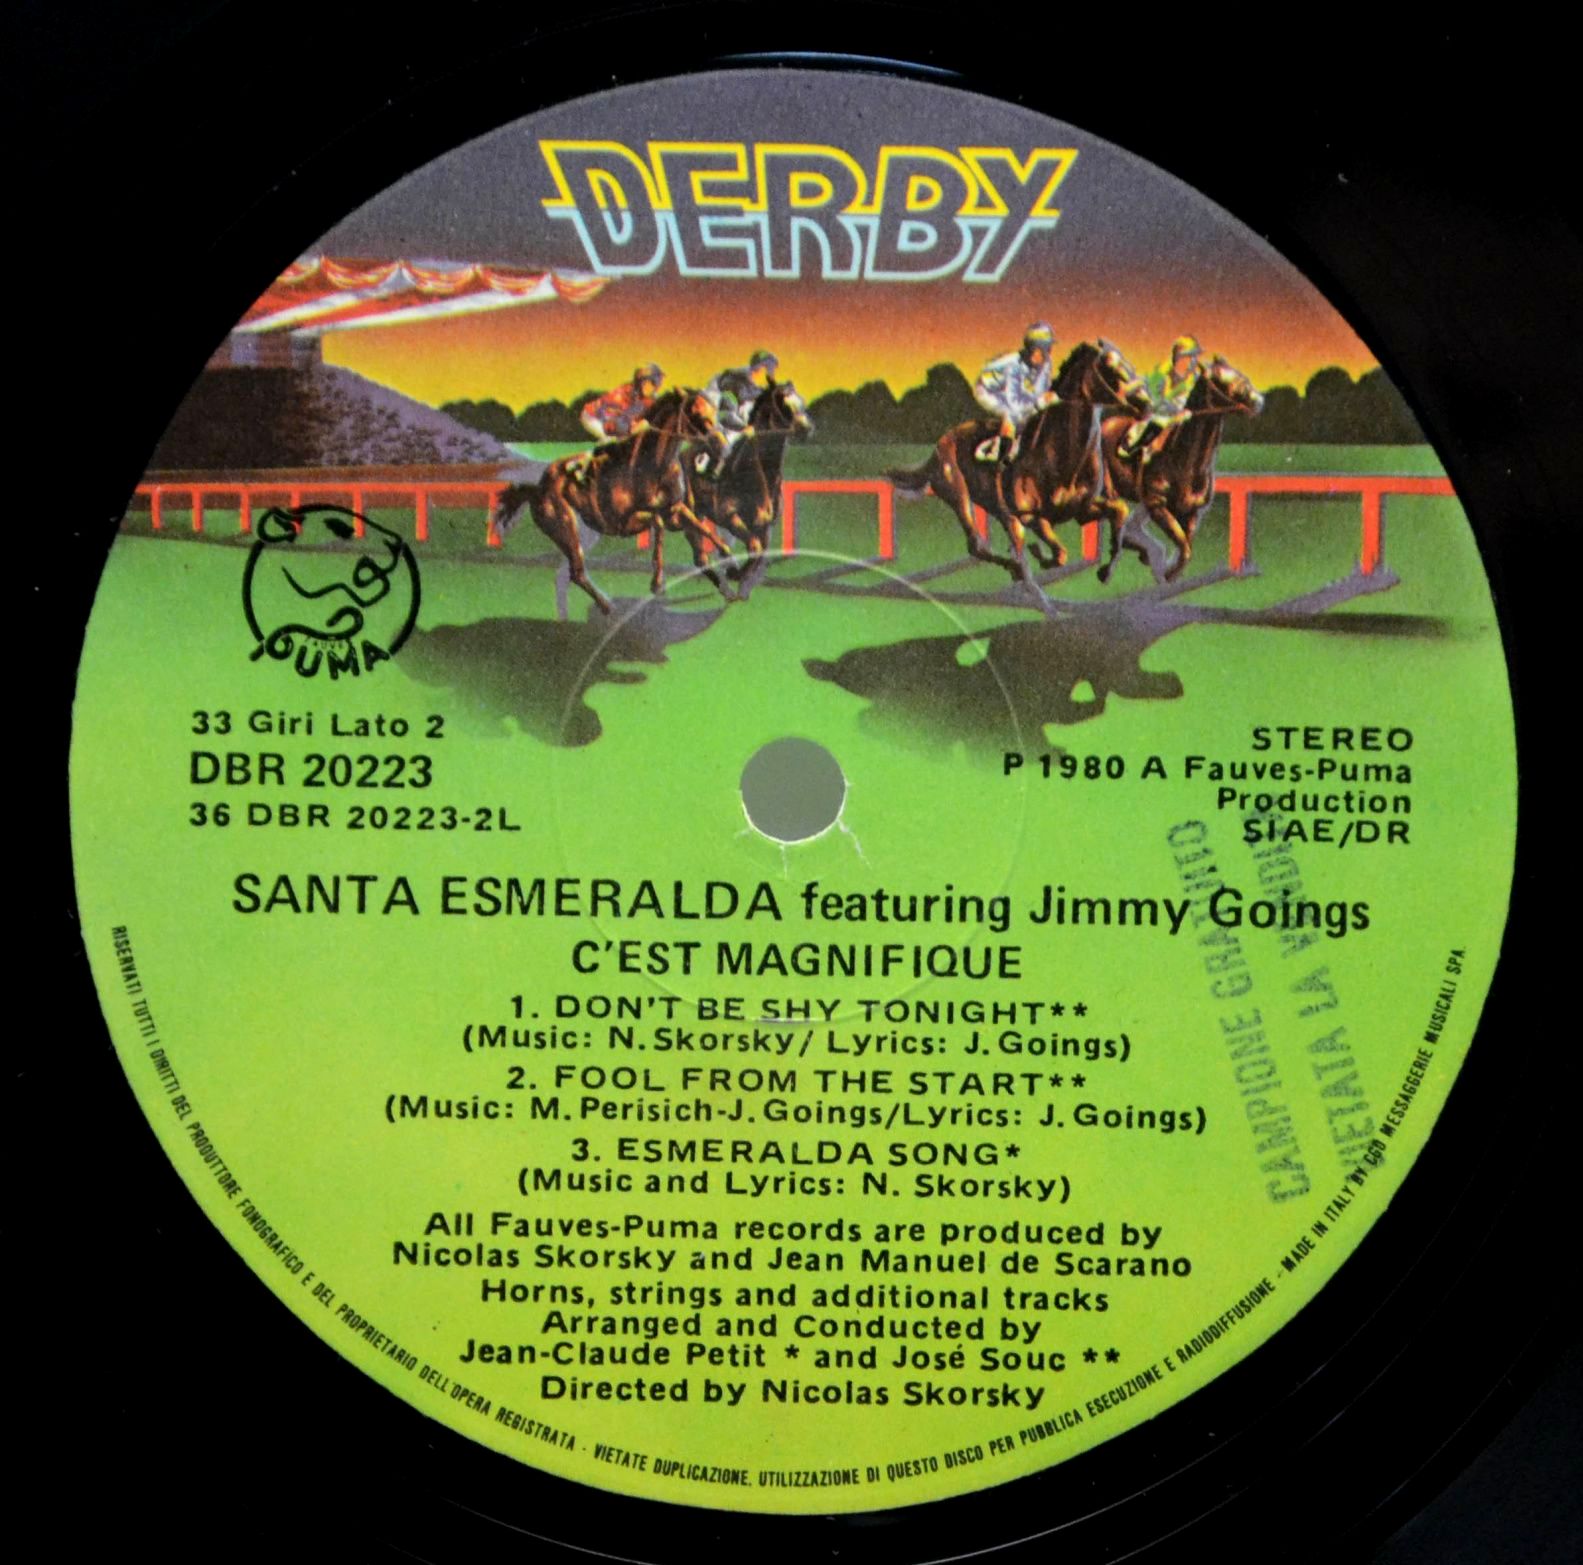 DERBY
FAUVES
PUMA
33 Giri Lato 2
DBR 20223
36 DBR 20223-2L
STEREO
P 1980 A Fauves-Puma
Production
SIAE/DR
SANTA ESMERALDA featuring Jimmy Goings
C'EST MAGNIFIQUE
1. DON'T BE SHY TONIGHT**
(Music: N. Skorsky/ Lyrics: J. Goings)
2. FOOL FROM THE START**
(Music: M. Perisich-J. Goings/Lyrics: J. Goings)
3. ESMERALDA SONG*
(Music and Lyrics: N. Skorsky)
All Fauves-Puma records are produced by
Nicolas Skorsky and Jean Manuel de Scarano
Horns, strings and additional tracks
Arranged and Conducted by
Jean-Claude Petit * and José Souc **
Directed by Nicolas Skorsky
CAMPIONE GRATUITO
VIETATA LA VENDITA
RISERVATI TUTTI I DIRITTI DEL PRODUTTORE FONOGRAFICO E DEL PROPRIETARIO DELL'OPERA REGISTRATA - VIETATE DUPLICAZIONE, UTILIZZAZIONE DI QUESTO DISCO PER PUBBLICA ESECUZIONE E RADIODIFFUSIONE - MADE IN ITALY BY CGD MESSAGGERIE MUSICALI SPA.